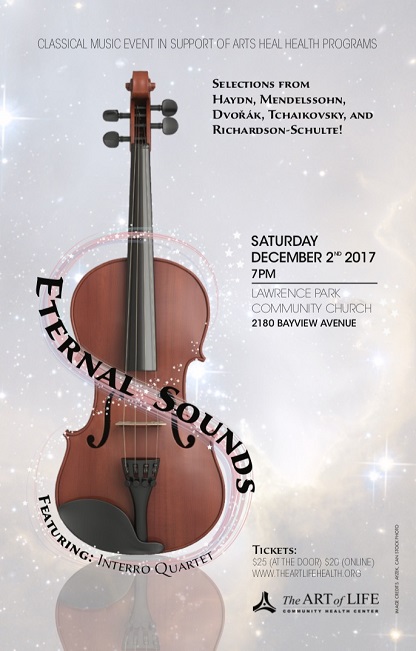 CLASSICAL MUSIC EVENT IN SUPPORT OF ARTS HEAL HEALTH PROGRAMS
SELECTIONS FROM
HAYDN, MENDELSSOHN,
DVOŘÁK, TCHAIKOVSKY, AND
RICHARDSON-SCHULTE!
SATURDAY
DECEMBER 2ND 2017
7PM
LAWRENCE PARK
COMMUNITY CHURCH
2180 BAYVIEW AVENUE
ETERNAL SOUNDS
FEATURING: INTERRO QUARTET
TICKETS:
$25 (AT THE DOOR) $20 (ONLINE)
WWW.THEARTLIFEHEALTH.ORG
The ART of LIFE
COMMUNITY HEALTH CENTER